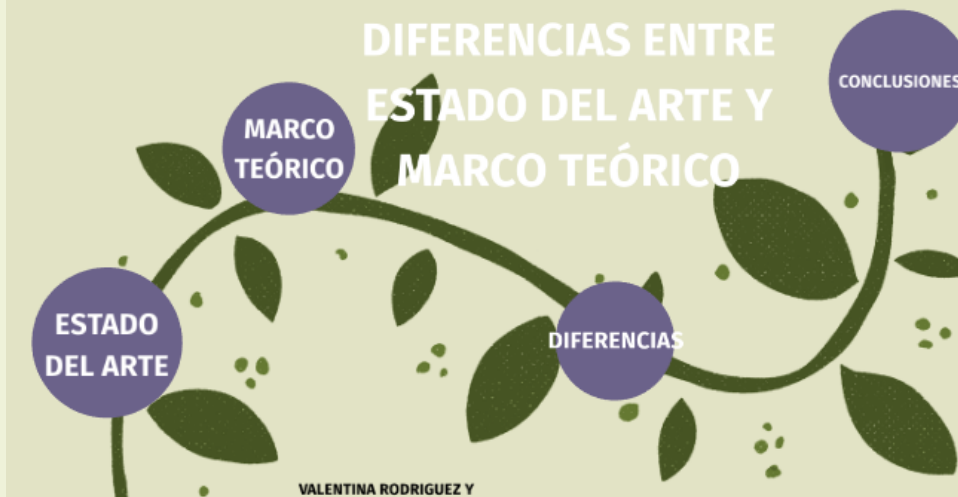 DIFERENCIAS ENTRE
ESTADO DEL ARTE Y
MARCO TEÓRICO
ESTADO
DEL ARTE
MARCO
TEÓRICO
DIFERENCIAS
CONCLUSIONES
VALENTINA RODRIGUEZ Y